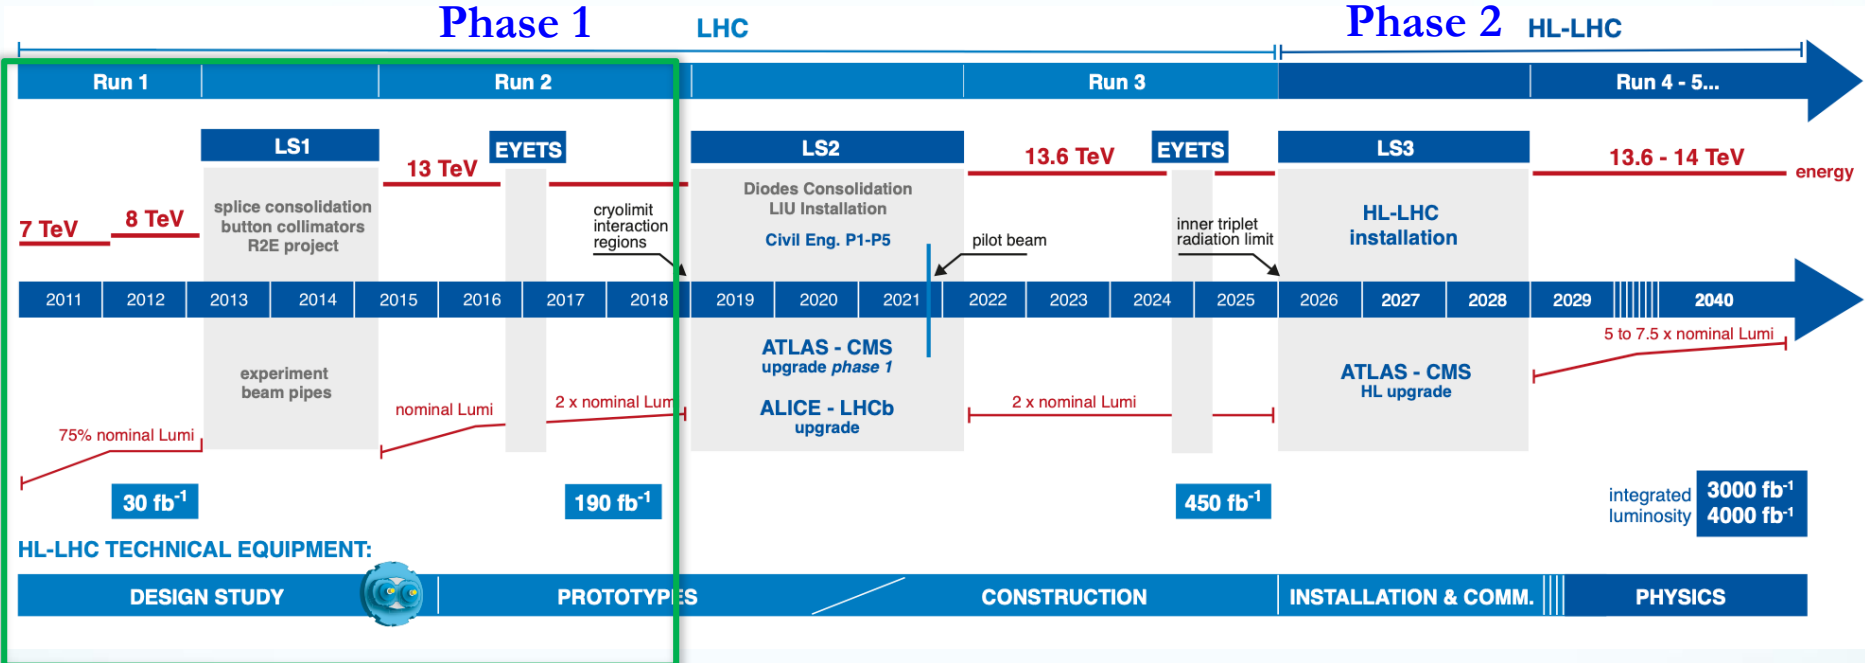 Phase 1
LHC
Phase 2
HL-LHC
Run 1
Run 2
Run 3
Run 4 - 5...
LS1
EYETS
LS2
EYETS
LS3
13 TeV
13.6 TeV
13.6 - 14 TeV
energy
7 TeV
8 TeV
splice consolidation
button collimators
R2E project
cryolimit
interaction
regions
Diodes Consolidation
LIU Installation
Civil Eng. P1-P5
pilot beam
inner triplet
radiation limit
HL-LHC
installation
2011
2012
2013
2014
2015
2016
2017
2018
2019
2020
2021
2022
2023
2024
2025
2026
2027
2028
2029
2040
5 to 7.5 x nominal Lumi
experiment
beam pipes
ATLAS - CMS
upgrade phase 1
ALICE - LHCb
upgrade
ATLAS - CMS
HL upgrade
75% nominal Lumi
nominal Lumi
2 x nominal Lum
2 x nominal Lumi
30 fb⁻¹
190 fb⁻¹
450 fb⁻¹
integrated
luminosity
3000 fb⁻¹
4000 fb⁻¹
HL-LHC TECHNICAL EQUIPMENT:
DESIGN STUDY
PROTOTYPES
CONSTRUCTION
INSTALLATION & COMM.
PHYSICS